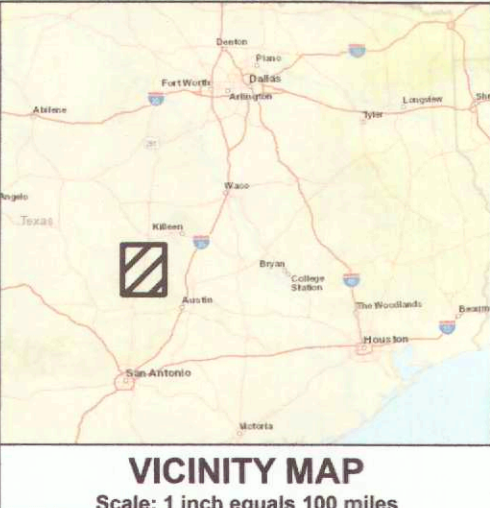 Denton
Plano
Fort Worth
Dallas
Arlington
Abilene
Longview
Tyler
Waco
Angelo
Texas
Killeen
Bryan
College
Station
Austin
The Woodlands
Houston
San Antonio
Victoria
VICINITY MAP
Scale: 1 inch equals 100 miles